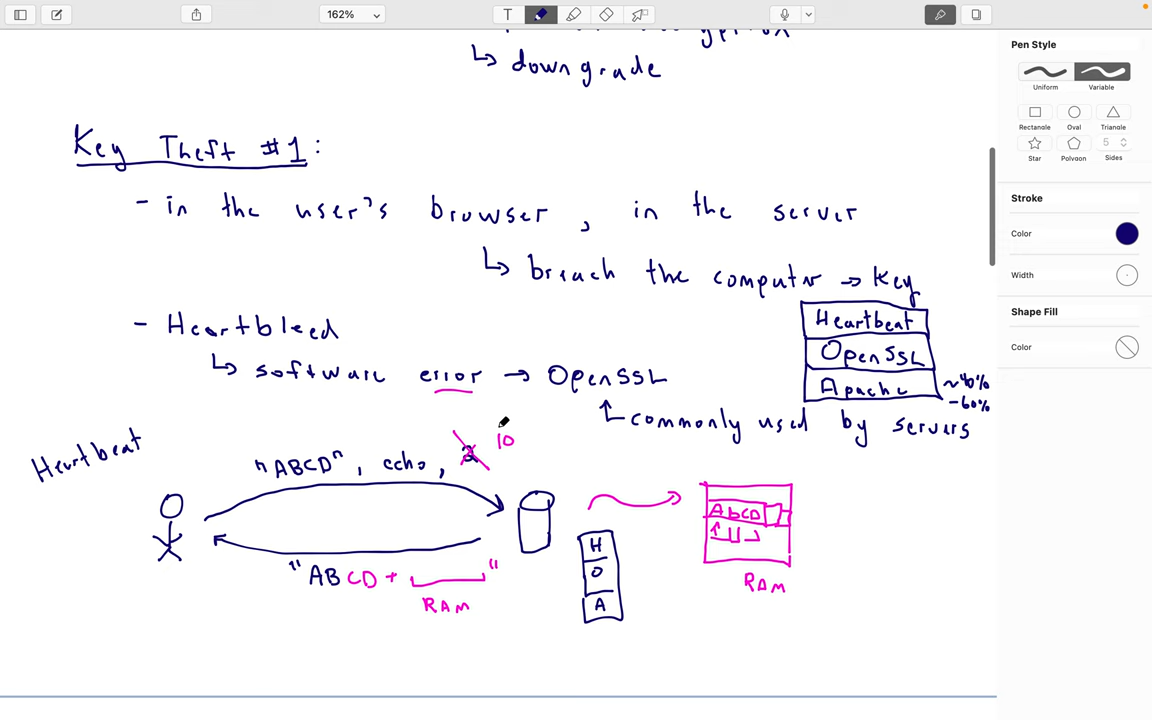 162%
T
downgrade
Pen Style
Uniform
Variable
Rectangle
Oval
Triangle
Star
Polygon
5
Sides
Stroke
Color
Width
Shape Fill
Color
Key Theft #1:
- in the user's browser, in the server
↳ breach the computer → Key
- Heartbleed
↳ software error → OpenSSL
↑ commonly used by servers
Heartbeat
OpenSSL
Apache
~40%
-60%
Heartbeat
"ABCD", echo, 2
10
"ABCD + "
RAM
H
O
A
AbCD
RAM